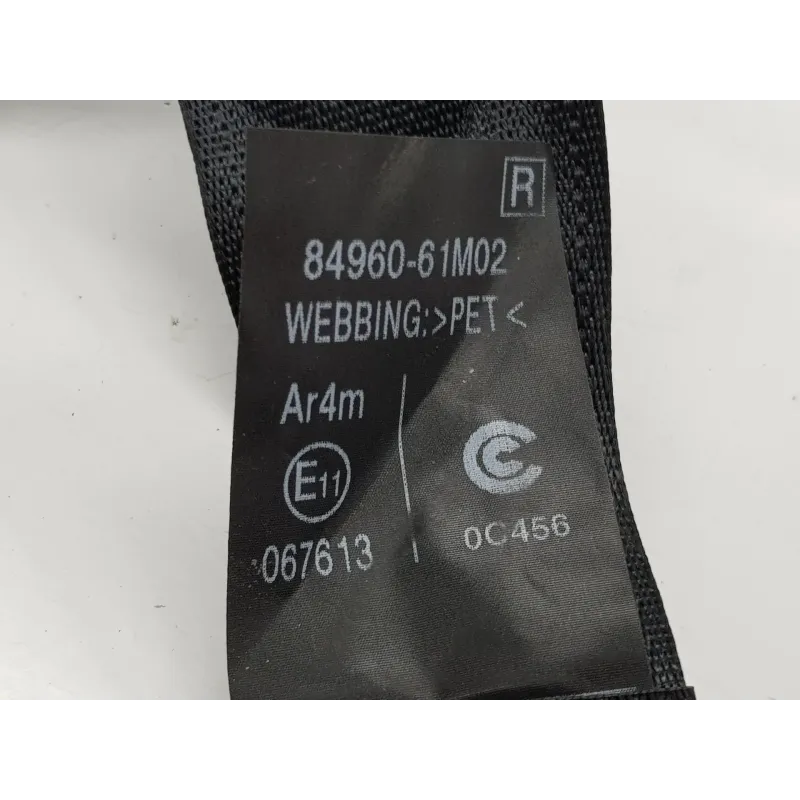 R
84960-61M02
WEBBING:>PET<
Ar4m
E11
067613
0C456